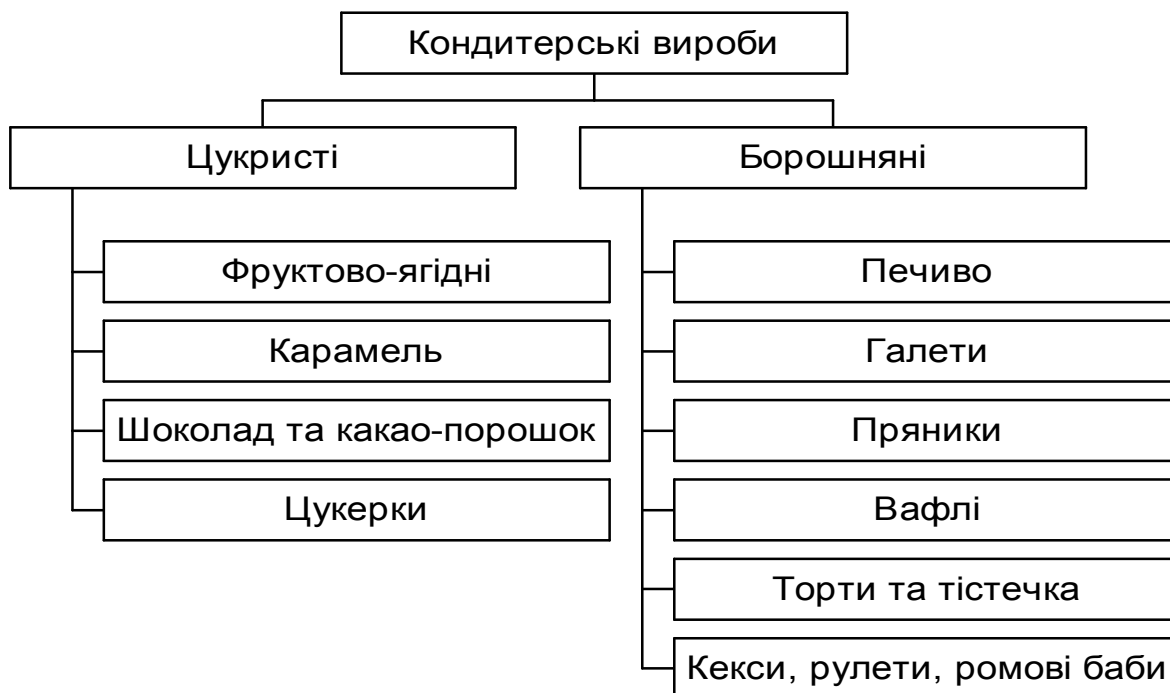 Кондитерські вироби
Цукристі
Борошняні
Фруктово-ягідні
Карамель
Шоколад та какао-порошок
Цукерки
Печиво
Галети
Пряники
Вафлі
Торти та тістечка
Кекси, рулети, ромові баби